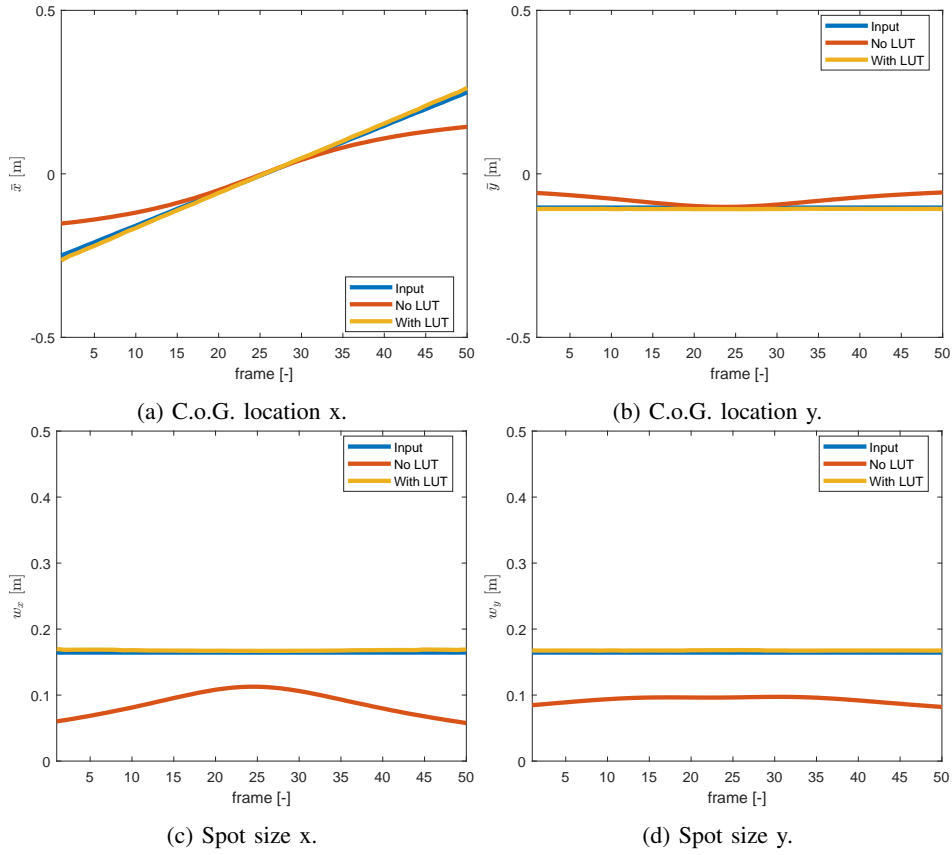 0.5
0
-0.5
x̄ [m]
Input
No LUT
With LUT
5 10 15 20 25 30 35 40 45 50
frame [-]
(a) C.o.G. location x.
0.5
0
-0.5
ȳ [m]
Input
No LUT
With LUT
5 10 15 20 25 30 35 40 45 50
frame [-]
(b) C.o.G. location y.
0.5
0.4
0.3
0.2
0.1
0
w_x [m]
Input
No LUT
With LUT
5 10 15 20 25 30 35 40 45 50
frame [-]
(c) Spot size x.
0.5
0.4
0.3
0.2
0.1
0
w_y [m]
Input
No LUT
With LUT
5 10 15 20 25 30 35 40 45 50
frame [-]
(d) Spot size y.